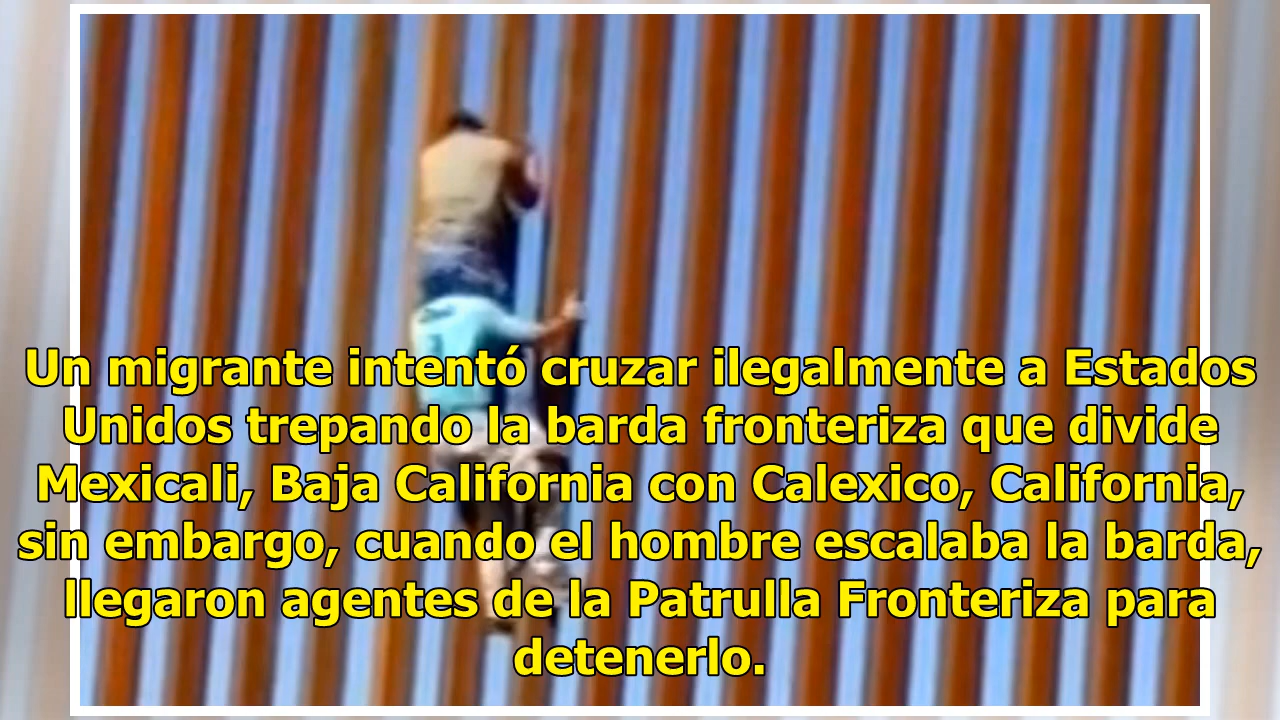 Un migrante intentó cruzar ilegalmente a Estados
Unidos trepando la barda fronteriza que divide
Mexicali, Baja California con Calexico, California,
sin embargo, cuando el hombre escalaba la barda,
llegaron agentes de la Patrulla Fronteriza para
detenerlo.